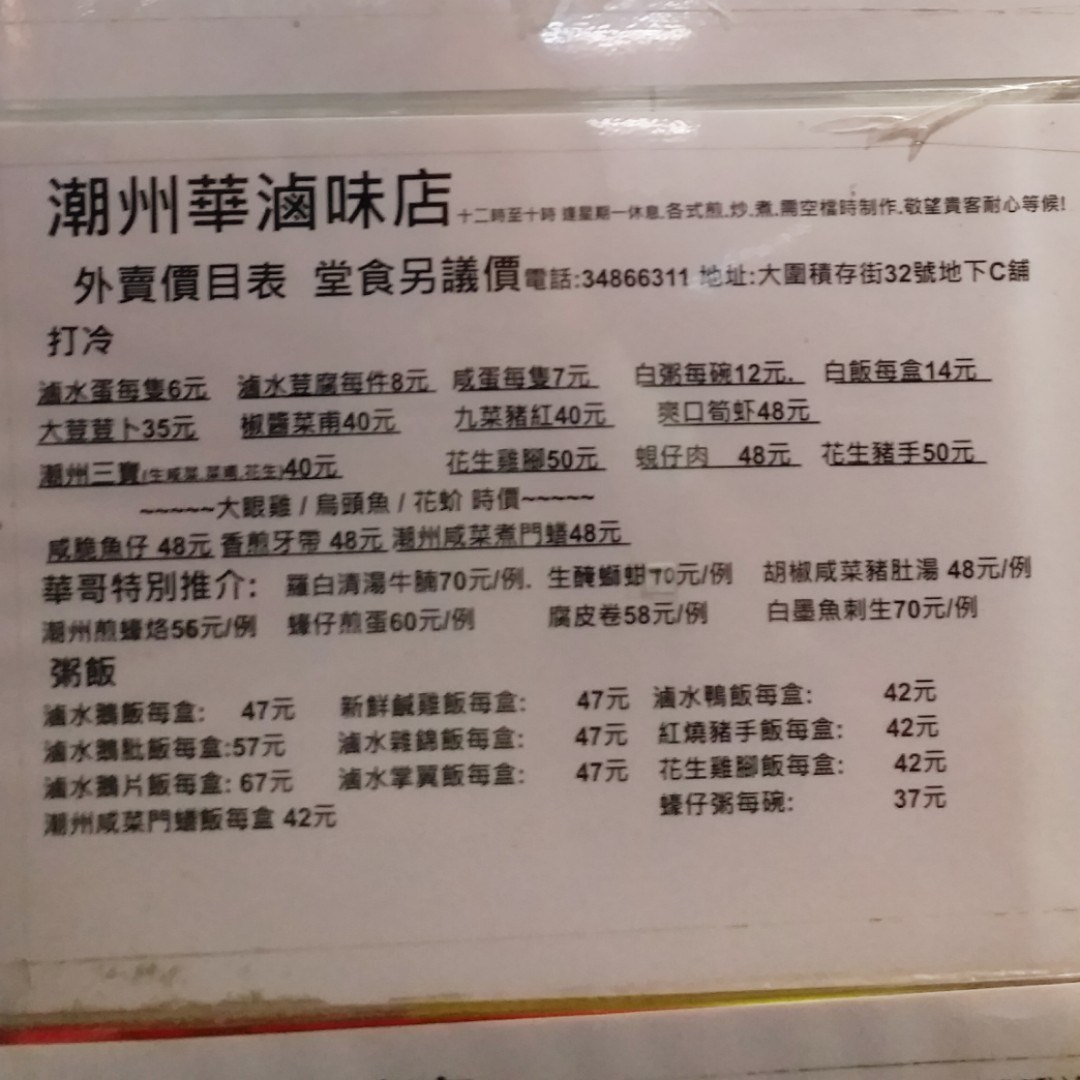 潮州華滷味店 十二時至十時 逢星期一休息.各式煎.炒.煮.需空檔時制作.敬望貴客耐心等候!
外賣價目表 堂食另議價 電話:34866311 地址:大圍積存街32號地下C舖
打冷
滷水蛋每隻6元 滷水荳腐每件8元 咸蛋每隻7元 白粥每碗12元. 白飯每盒14元
大荳荳卜35元 椒醬菜甫40元 九菜豬紅40元 爽口筍虾48元
潮州三寶(生咸菜.菜甫.花生)40元 花生雞腳50元 蜆仔肉 48元 花生豬手50元
~~~~~大眼雞 / 烏頭魚 / 花蚧 時價~~~~~
咸脆魚仔 48元 香煎牙帶 48元 潮州咸菜煮門鱔48元
華哥特別推介: 羅白清湯牛腩70元/例. 生醃螄蚶70元/例 胡椒咸菜豬肚湯 48元/例
潮州煎蠔烙56元/例 蠔仔煎蛋60元/例 腐皮卷58元/例 白墨魚刺生70元/例
粥飯
滷水鵝飯每盒: 47元 新鮮鹹雞飯每盒: 47元 滷水鴨飯每盒: 42元
滷水鵝肶飯每盒:57元 滷水雜錦飯每盒: 47元 紅燒豬手飯每盒: 42元
滷水鵝片飯每盒: 67元 滷水掌翼飯每盒: 47元 花生雞腳飯每盒: 42元
潮州咸菜門鱔飯每盒 42元 蠔仔粥每碗: 37元